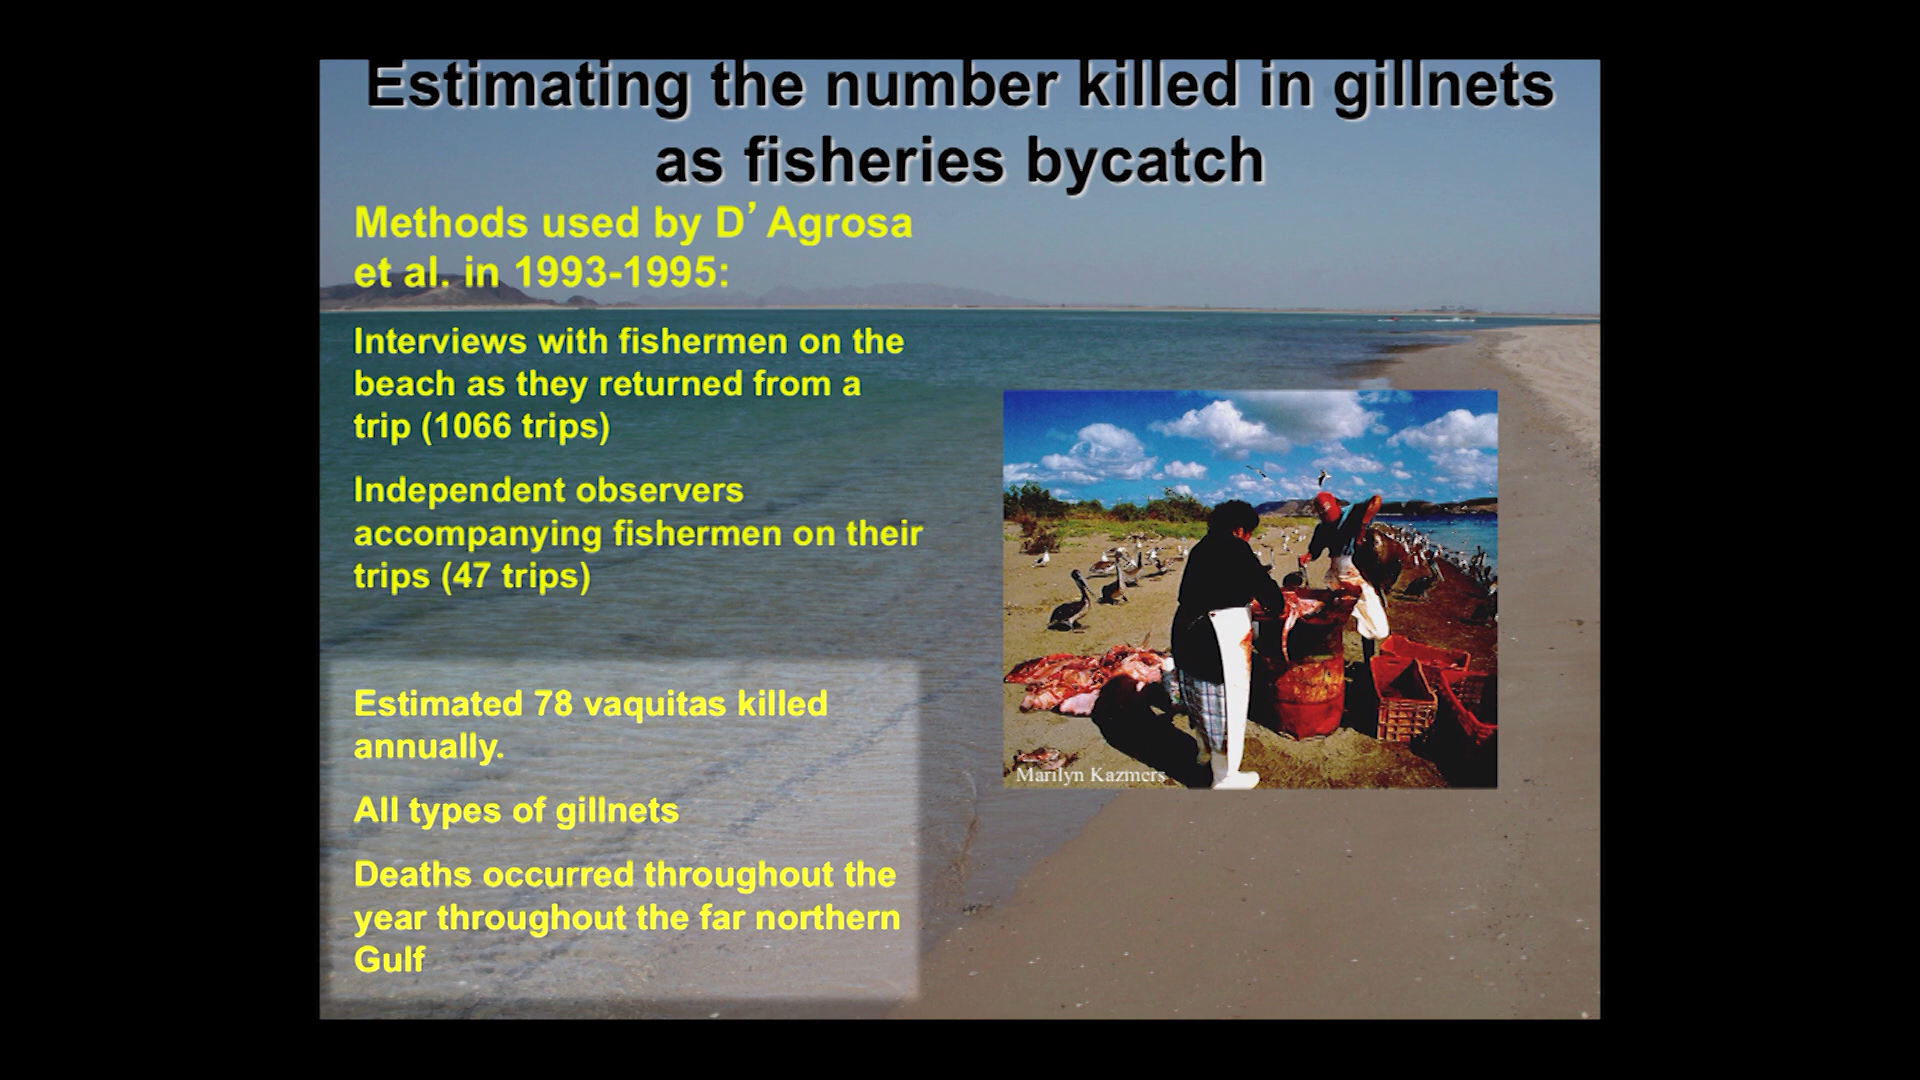 Estimating the number killed in gillnets
as fisheries bycatch
Methods used by D’Agrosa
et al. in 1993-1995:
Interviews with fishermen on the
beach as they returned from a
trip (1066 trips)
Independent observers
accompanying fishermen on their
trips (47 trips)
Estimated 78 vaquitas killed
annually.
All types of gillnets
Deaths occurred throughout the
year throughout the far northern
Gulf
Marilyn Kazmers